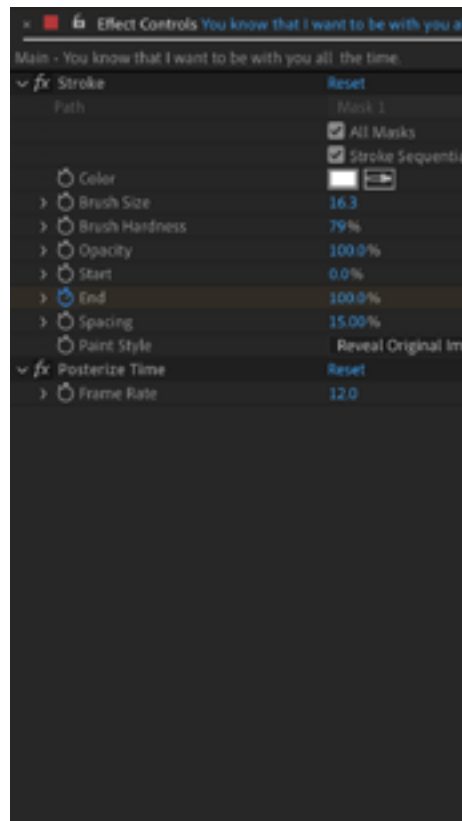 × Effect Controls You know that I want to be with you a
Main - You know that I want to be with you all the time.
fx Stroke Reset
Path Mask 1
All Masks
Stroke Sequentia
Color
Brush Size 16.3
Brush Hardness 79%
Opacity 100.0%
Start 0.0%
End 100.0%
Spacing 15.00%
Paint Style Reveal Original Im
fx Posterize Time Reset
Frame Rate 12.0